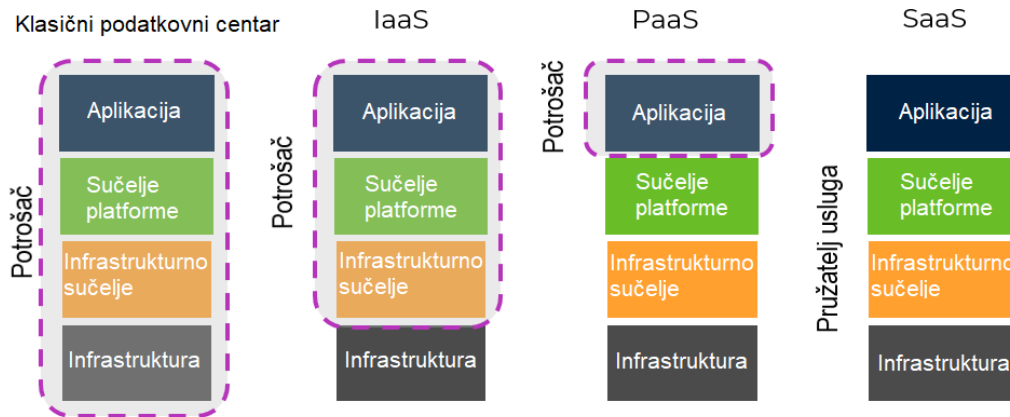 Klasični podatkovni centar
IaaS
PaaS
SaaS
Potrošač
Aplikacija
Sučelje
platforme
Infrastrukturno
sučelje
Infrastruktura
Potrošač
Aplikacija
Sučelje
platforme
Infrastrukturno
sučelje
Infrastruktura
Potrošač
Aplikacija
Sučelje
platforme
Infrastrukturno
sučelje
Infrastruktura
Pružatelj usluga
Aplikacija
Sučelje
platforme
Infrastrukturno
sučelje
Infrastruktura